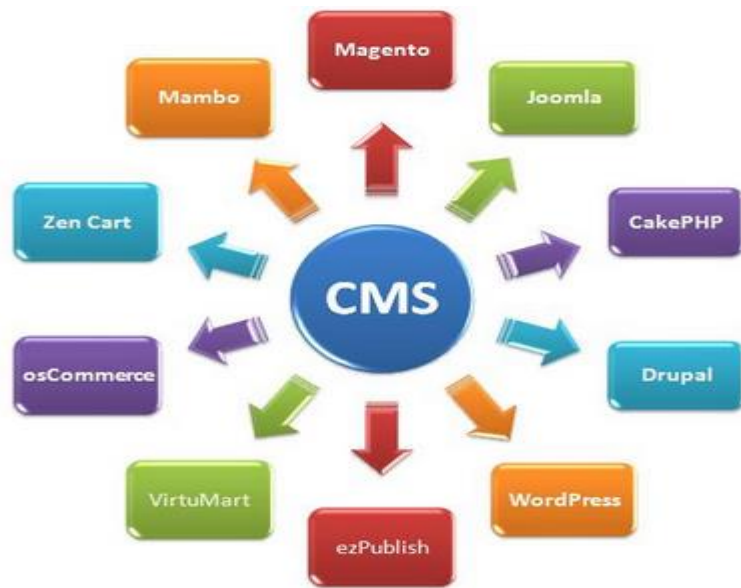 Magento
Mambo
Joomla
Zen Cart
CakePHP
CMS
osCommerce
Drupal
VirtuMart
WordPress
ezPublish